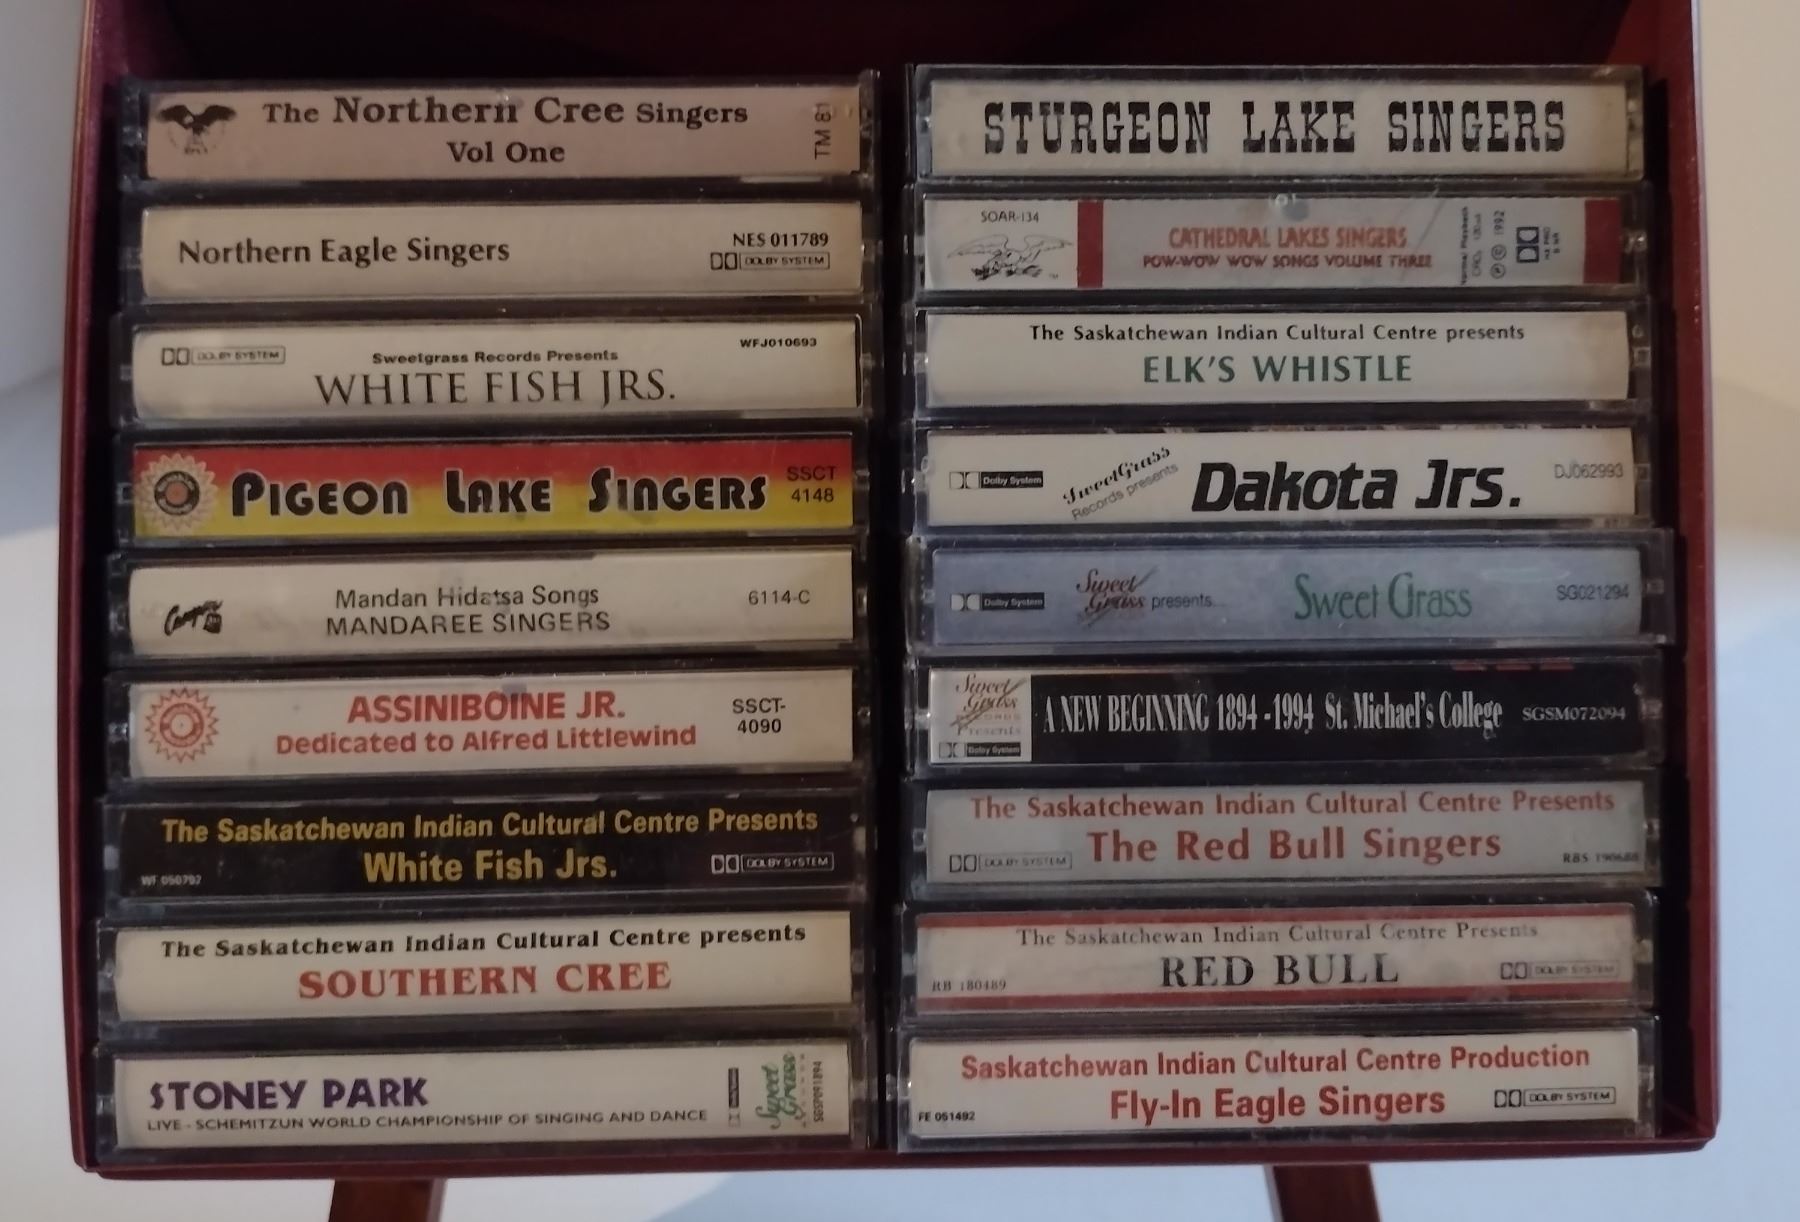 The Northern Cree Singers
Vol One
TM 81
Northern Eagle Singers
NES 011789
DOLBY SYSTEM
DOLBY SYSTEM
Sweetgrass Records Presents
WFJ010693
WHITE FISH JRS.
PIGEON LAKE SINGERS
SSCT
4148
Mandan Hidatsa Songs
MANDAREE SINGERS
6114-C
ASSINIBOINE JR.
Dedicated to Alfred Littlewind
SSCT-
4090
The Saskatchewan Indian Cultural Centre Presents
White Fish Jrs.
WF 050792
DOLBY SYSTEM
The Saskatchewan Indian Cultural Centre presents
SOUTHERN CREE
STONEY PARK
LIVE - SCHEMITZUN WORLD CHAMPIONSHIP OF SINGING AND DANCE
Sweet
Grass
STURGEON LAKE SINGERS
SOAR-134
CATHEDRAL LAKES SINGERS
POW-WOW WOW SONGS VOLUME THREE
℗ © 1992
The Saskatchewan Indian Cultural Centre presents
ELK'S WHISTLE
Dolby System
SweetGrass
Records presents
Dakota Jrs.
DJ062993
Dolby System
Sweet
Grass presents...
Sweet Grass
SG021294
Sweet
Grass
RECORDS
Presents
Dolby System
A NEW BEGINNING 1894 - 1994 St. Michael's College
SGSM072094
The Saskatchewan Indian Cultural Centre Presents
The Red Bull Singers
DOLBY SYSTEM
RBS
The Saskatchewan Indian Cultural Centre Presents
RED BULL
RB 180489
DOLBY SYSTEM
Saskatchewan Indian Cultural Centre Production
Fly-In Eagle Singers
FE 051492
DOLBY SYSTEM